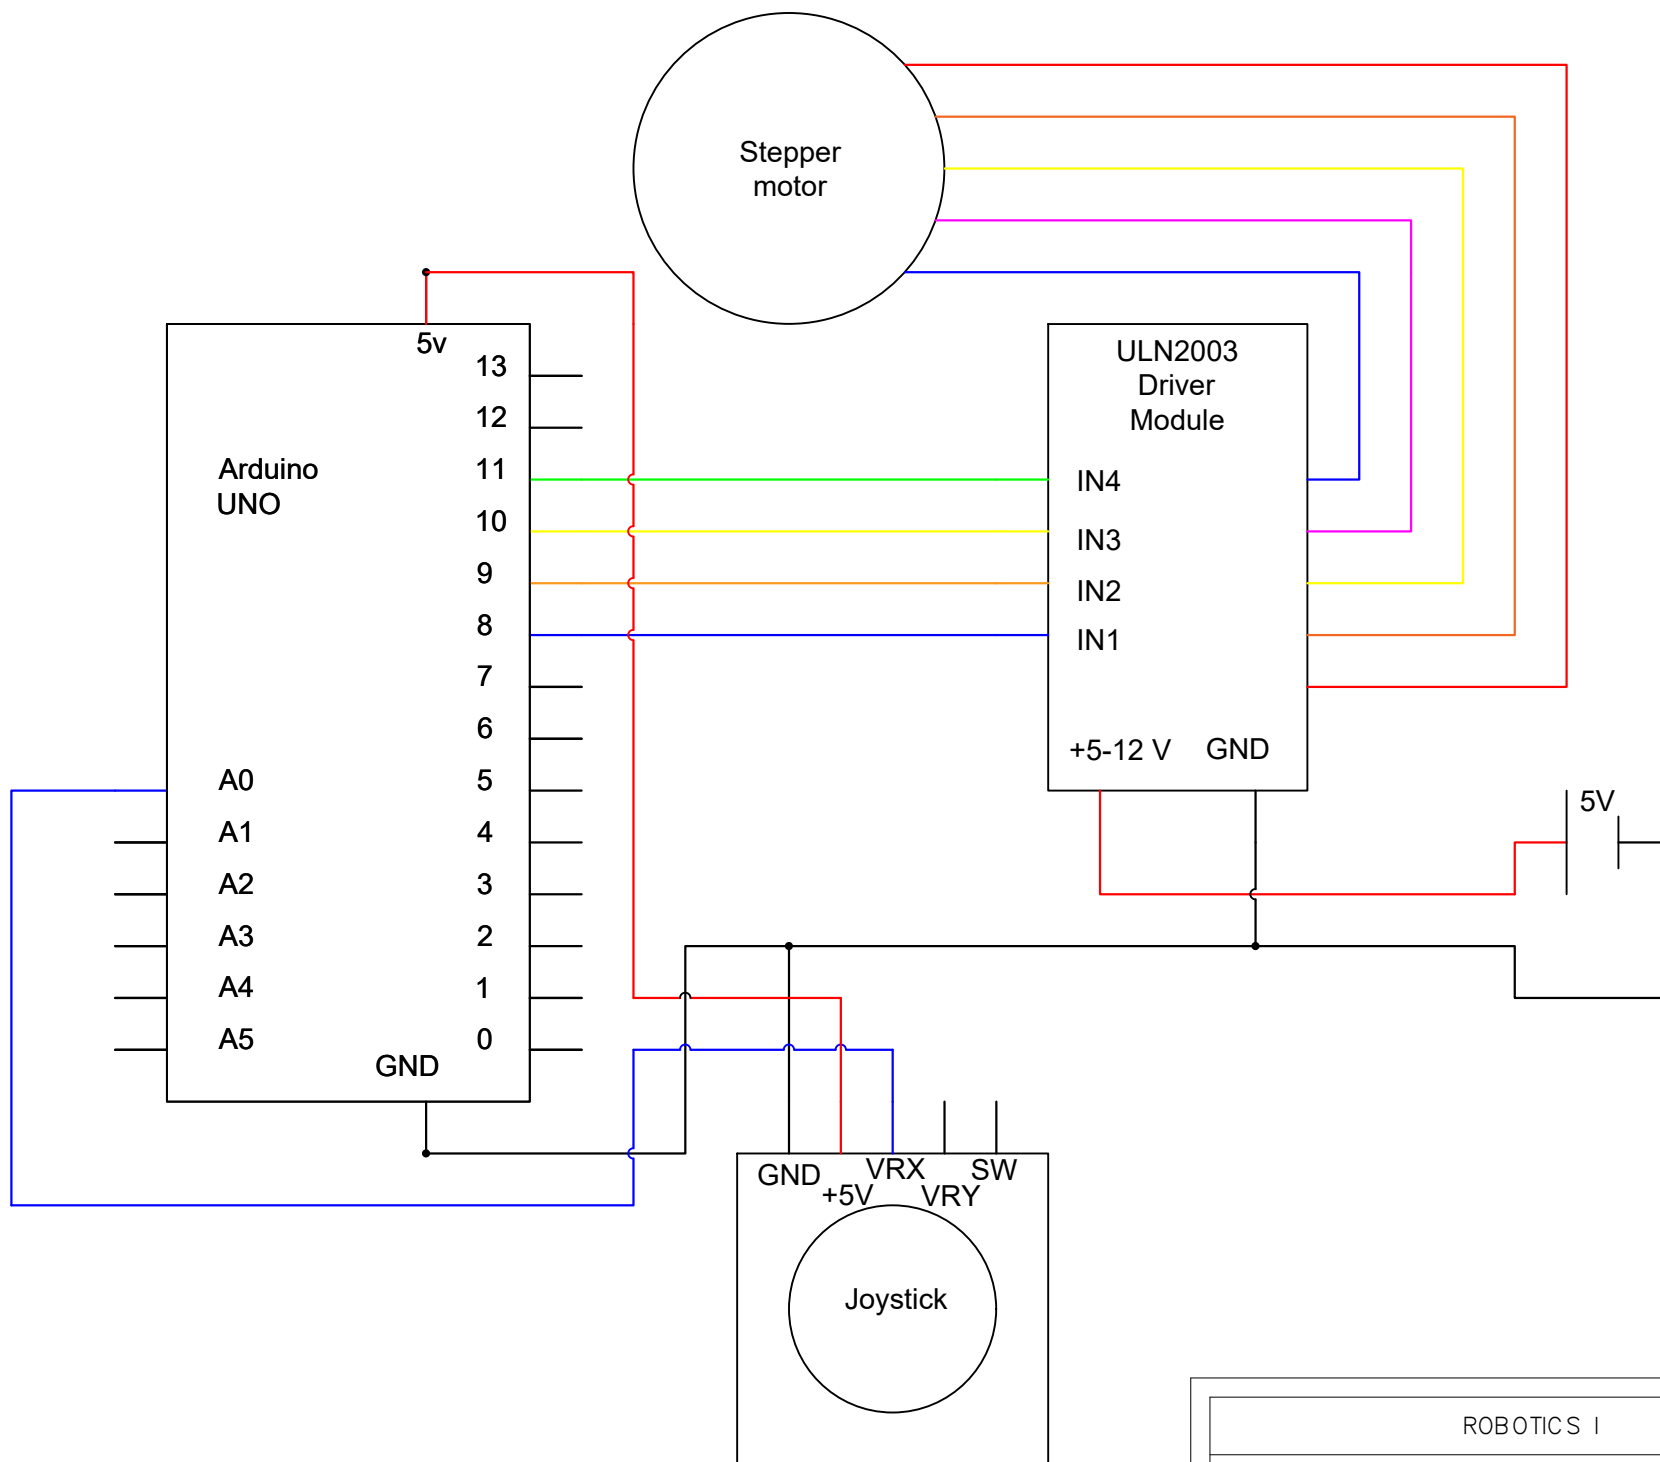 Stepper
motor
5v
13
12
11
10
9
8
7
6
5
4
3
2
1
0
Arduino
UNO
A0
A1
A2
A3
A4
A5
GND
ULN2003
Driver
Module
IN4
IN3
IN2
IN1
+5-12 V GND
5V
GND
+5V
VRX
VRY
SW
Joystick
ROBOTICS I